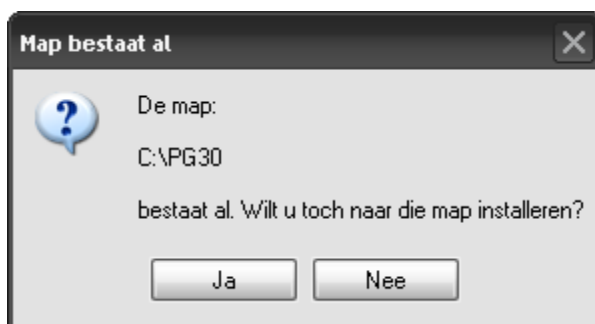 Map bestaat al
De map:
C:\PG30
bestaat al. Wilt u toch naar die map installeren?
Ja
Nee